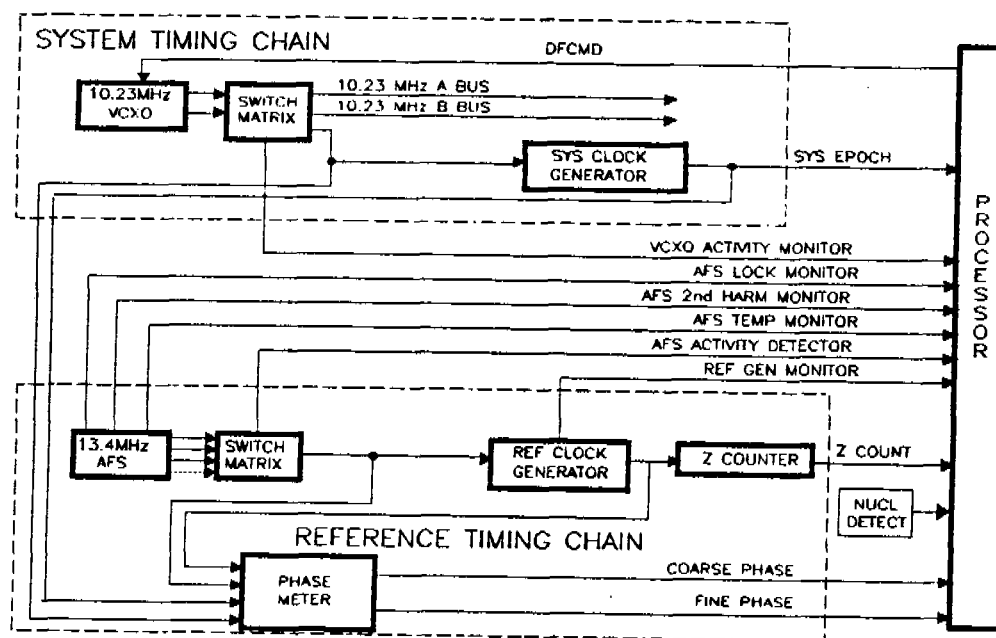 SYSTEM TIMING CHAIN
DFCMD
10.23MHz
VCXO
SWITCH
MATRIX
10.23 MHz A BUS
10.23 MHz B BUS
SYS CLOCK
GENERATOR
SYS EPOCH
PROCESSOR
VCXO ACTIVITY MONITOR
AFS LOCK MONITOR
AFS 2nd HARM MONITOR
AFS TEMP MONITOR
AFS ACTIVITY DETECTOR
REF GEN MONITOR
13.4MHz
AFS
SWITCH
MATRIX
REF CLOCK
GENERATOR
Z COUNTER
Z COUNT
NUCL
DETECT
REFERENCE TIMING CHAIN
PHASE
METER
COARSE PHASE
FINE PHASE